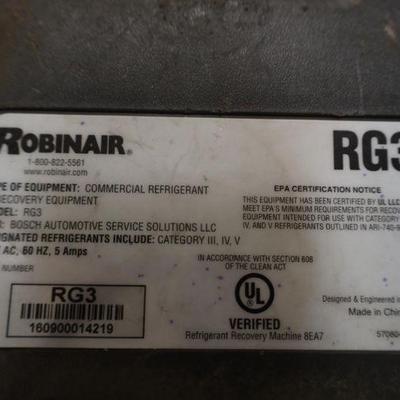 ROBINAIR®
RG3
1-800-822-5561
www.robinair.com
PE OF EQUIPMENT: COMMERCIAL REFRIGERANT
ECOVERY EQUIPMENT
DEL: RG3
R: BOSCH AUTOMOTIVE SERVICE SOLUTIONS LLC
SIGNATED REFRIGERANTS INCLUDE: CATEGORY III, IV, V
AC, 60 HZ, 5 Amps
EPA CERTIFICATION NOTICE
THIS EQUIPMENT HAS BEEN CERTIFIED BY UL LLC
MEET EPA'S MINIMUM REQUIREMENTS FOR RECOV
EQUIPMENT INTENDED FOR USE WITH CATEGORY
IV, AND V REFRIGERANTS OUTLINED IN ARI-740-9
IN ACCORDANCE WITH SECTION 608
OF THE CLEAN ACT
NUMBER
RG3
160900014219
UL
®
VERIFIED
Refrigerant Recovery Machine 8EA7
Designed & Engineered in
Made in Chin
57080